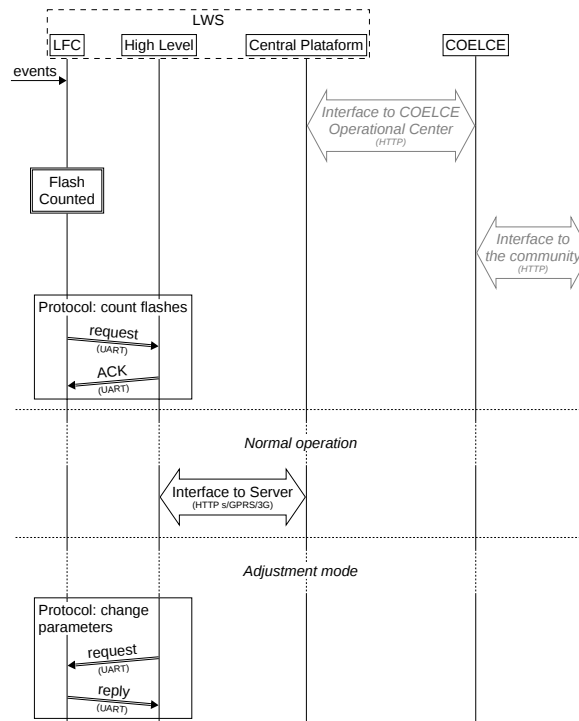 LWS
LFC
High Level
Central Plataform
COELCE
events
Interface to COELCE
Operational Center
(HTTP)
Flash
Counted
Interface to
the community
(HTTP)
Protocol: count flashes
request
(UART)
ACK
(UART)
Normal operation
Interface to Server
(HTTP s/GPRS/3G)
Adjustment mode
Protocol: change
parameters
request
(UART)
reply
(UART)